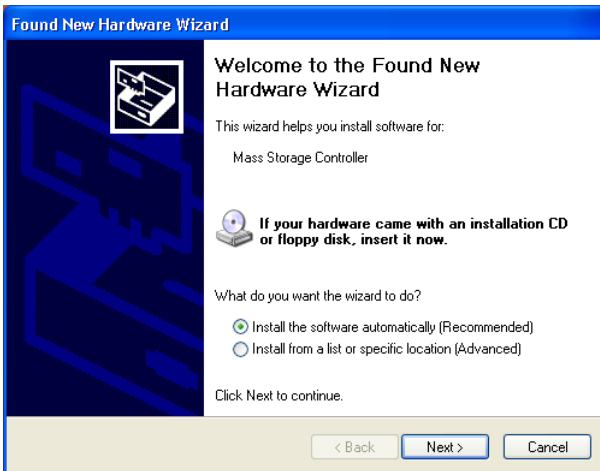 Found New Hardware Wizard
Welcome to the Found New
Hardware Wizard
This wizard helps you install software for:
Mass Storage Controller
If your hardware came with an installation CD
or floppy disk, insert it now.
What do you want the wizard to do?
Install the software automatically (Recommended)
Install from a list or specific location (Advanced)
Click Next to continue.
< Back Next > Cancel